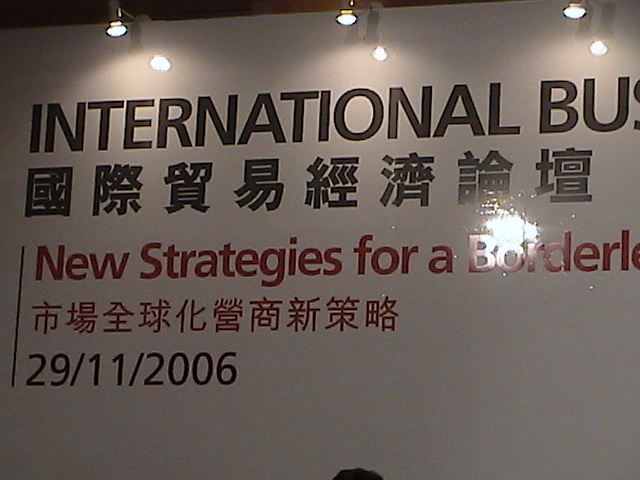 INTERNATIONAL BUS
國際貿易經濟論壇
New Strategies for a Borderle
市場全球化營商新策略
29/11/2006